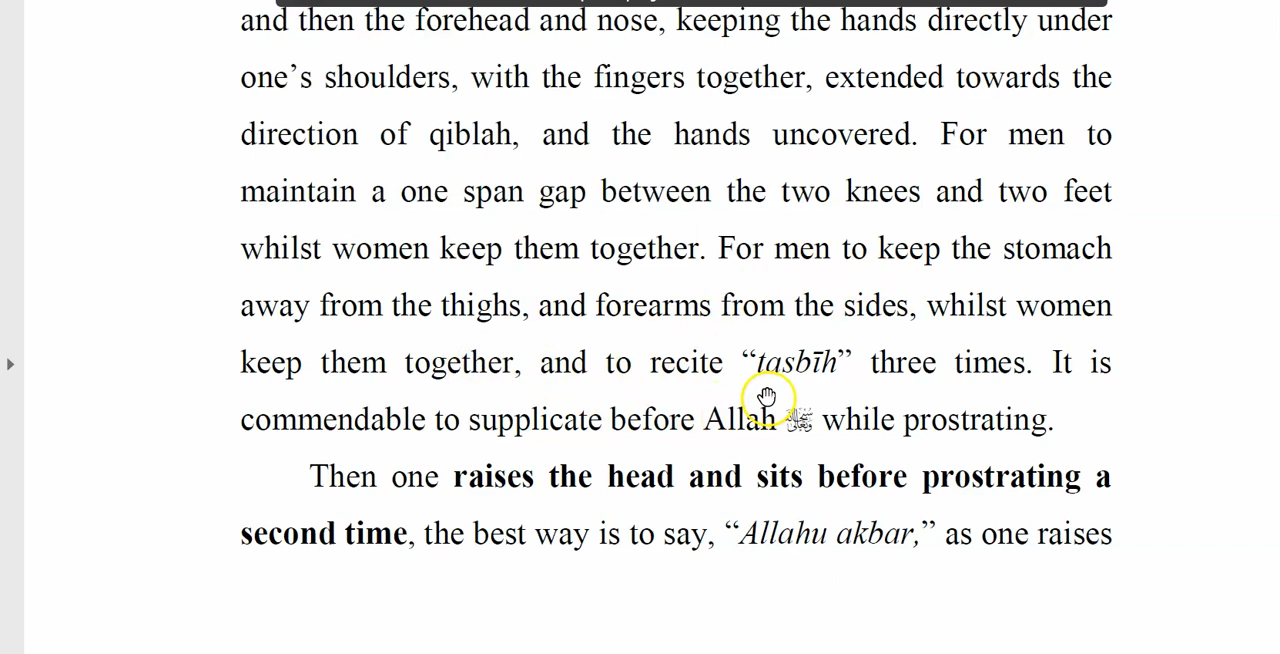 and then the forehead and nose, keeping the hands directly under
one’s shoulders, with the fingers together, extended towards the
direction of qiblah, and the hands uncovered. For men to
maintain a one span gap between the two knees and two feet
whilst women keep them together. For men to keep the stomach
away from the thighs, and forearms from the sides, whilst women
keep them together, and to recite “tasbīh” three times. It is
commendable to supplicate before Allah سُبْحَانَهُ وَتَعَالَى while prostrating.
Then one raises the head and sits before prostrating a
second time, the best way is to say, “Allahu akbar,” as one raises